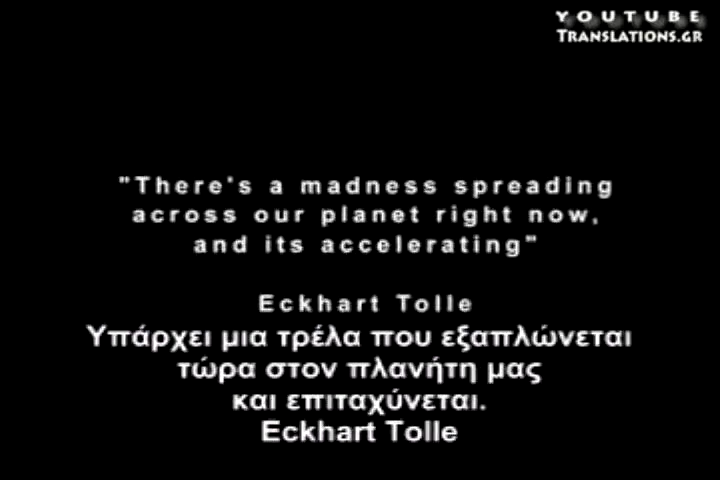 YOUTUBE
TRANSLATIONS.GR
"There's a madness spreading
across our planet right now,
and its accelerating"
Eckhart Tolle
Υπάρχει μια τρέλα που εξαπλώνεται
τώρα στον πλανήτη μας
και επιταχύνεται.
Eckhart Tolle